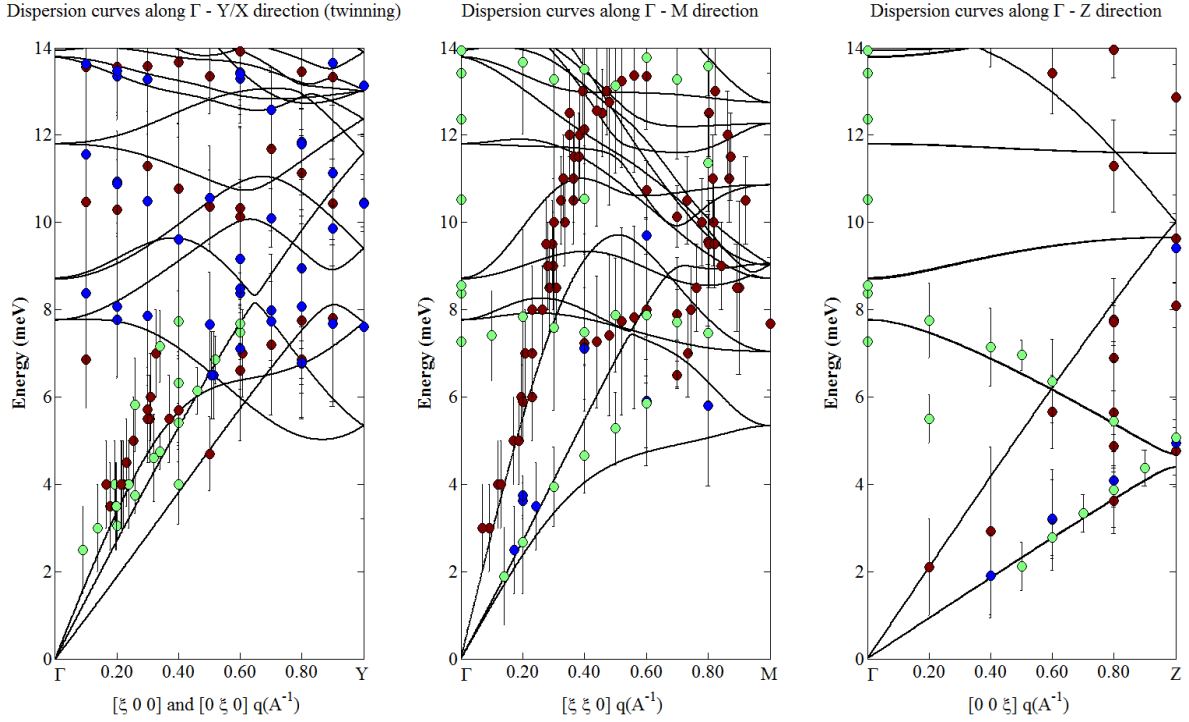 Dispersion curves along Γ - Y/X direction (twinning)
Dispersion curves along Γ - M direction
Dispersion curves along Γ - Z direction
Energy (meV)
14
12
10
8
6
4
2
0
Γ 0.20 0.40 0.60 0.80 Y
[ξ 0 0] and [0 ξ 0] q(A⁻¹)
Energy (meV)
14
12
10
8
6
4
2
0
Γ 0.20 0.40 0.60 0.80 M
[ξ ξ 0] q(A⁻¹)
Energy (meV)
14
12
10
8
6
4
2
0
Γ 0.20 0.40 0.60 0.80 Z
[0 0 ξ] q(A⁻¹)